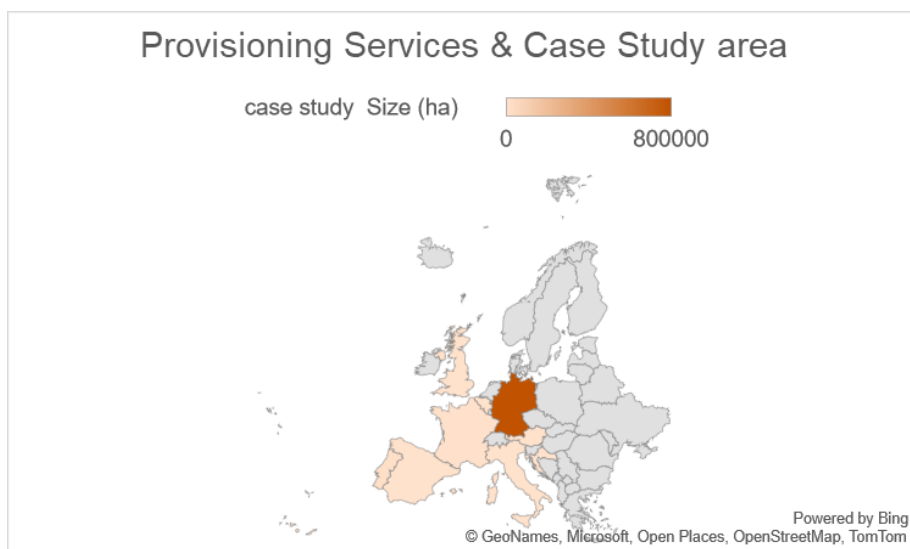 Provisioning Services & Case Study area
case study Size (ha)
0 800000
Powered by Bing
© GeoNames, Microsoft, Open Places, OpenStreetMap, TomTom